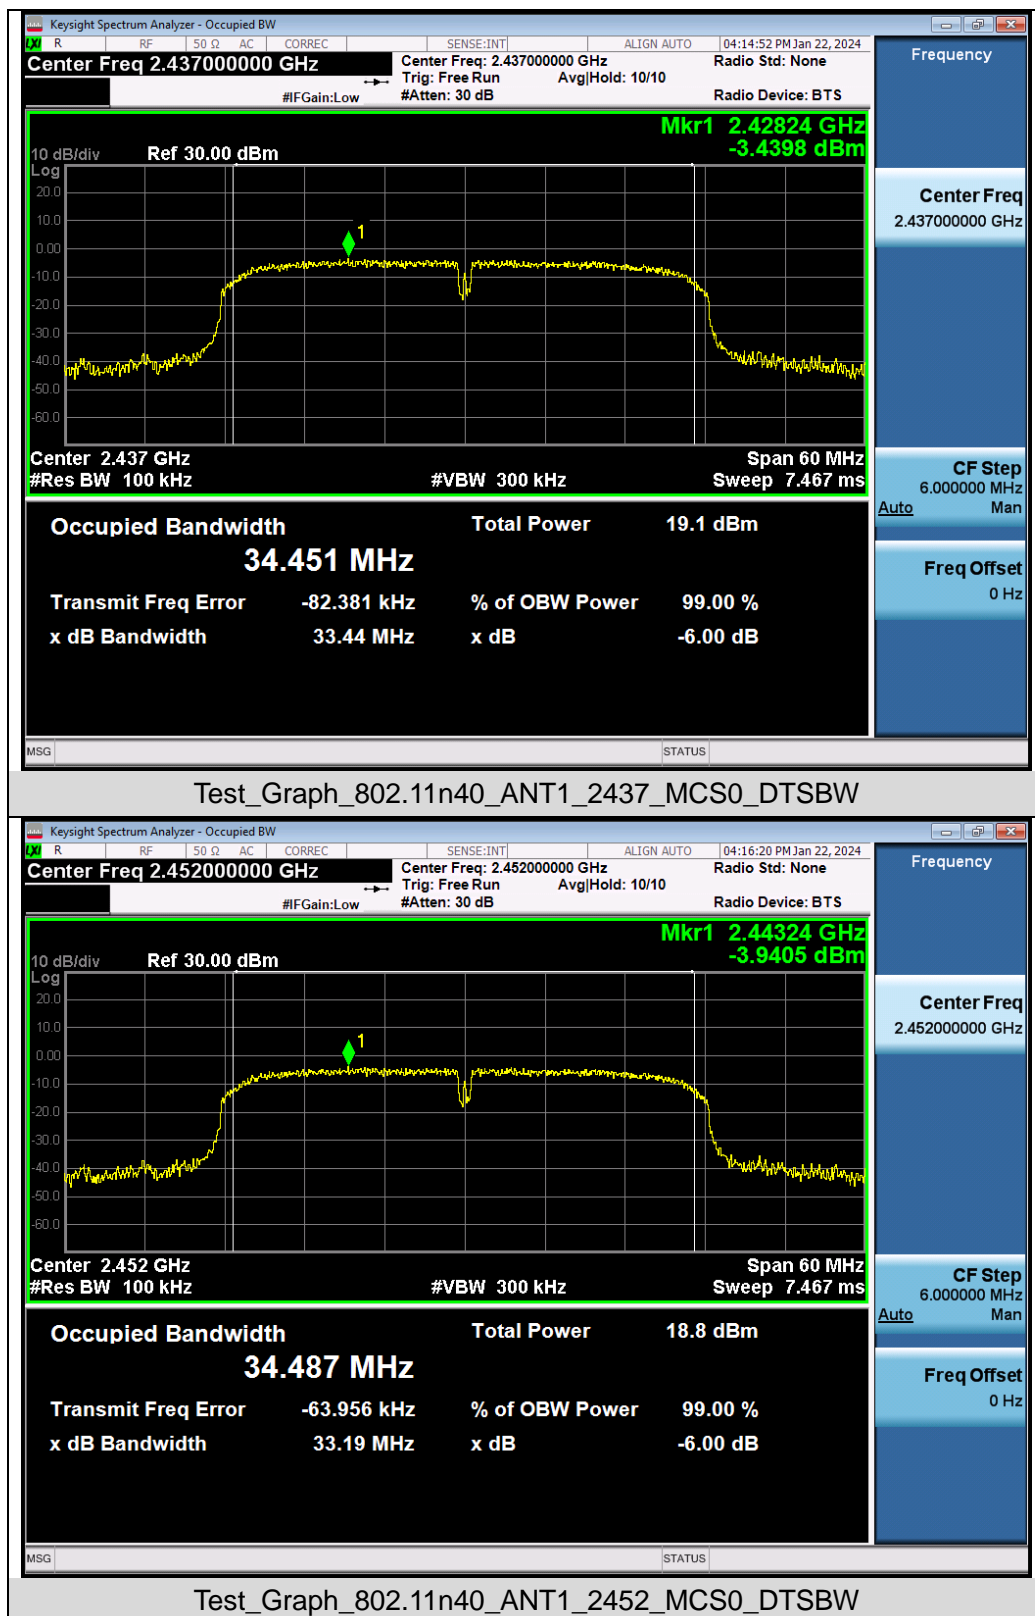 Keysight Spectrum Analyzer - Occupied BW
LXI R RF 50 Ω AC CORREC SENSE:INT ALIGN AUTO 04:14:52 PM Jan 22, 2024
Center Freq 2.437000000 GHz
Center Freq: 2.437000000 GHz
Radio Std: None
Trig: Free Run Avg|Hold: 10/10
#IFGain:Low
#Atten: 30 dB
Radio Device: BTS
Frequency
Mkr1 2.42824 GHz
-3.4398 dBm
10 dB/div Ref 30.00 dBm
Log
20.0
10.0
0.00
-10.0
-20.0
-30.0
-40.0
-50.0
-60.0
1
Center 2.437 GHz
Span 60 MHz
#Res BW 100 kHz
#VBW 300 kHz
Sweep 7.467 ms
Center Freq
2.437000000 GHz
CF Step
6.000000 MHz
Auto Man
Freq Offset
0 Hz
Occupied Bandwidth
Total Power 19.1 dBm
34.451 MHz
Transmit Freq Error -82.381 kHz % of OBW Power 99.00 %
x dB Bandwidth 33.44 MHz x dB -6.00 dB
MSG STATUS
Test_Graph_802.11n40_ANT1_2437_MCS0_DTSBW
Keysight Spectrum Analyzer - Occupied BW
LXI R RF 50 Ω AC CORREC SENSE:INT ALIGN AUTO 04:16:20 PM Jan 22, 2024
Center Freq 2.452000000 GHz
Center Freq: 2.452000000 GHz
Radio Std: None
Trig: Free Run Avg|Hold: 10/10
#IFGain:Low
#Atten: 30 dB
Radio Device: BTS
Frequency
Mkr1 2.44324 GHz
-3.9405 dBm
10 dB/div Ref 30.00 dBm
Log
20.0
10.0
0.00
-10.0
-20.0
-30.0
-40.0
-50.0
-60.0
1
Center 2.452 GHz
Span 60 MHz
#Res BW 100 kHz
#VBW 300 kHz
Sweep 7.467 ms
Center Freq
2.452000000 GHz
CF Step
6.000000 MHz
Auto Man
Freq Offset
0 Hz
Occupied Bandwidth
Total Power 18.8 dBm
34.487 MHz
Transmit Freq Error -63.956 kHz % of OBW Power 99.00 %
x dB Bandwidth 33.19 MHz x dB -6.00 dB
MSG STATUS
Test_Graph_802.11n40_ANT1_2452_MCS0_DTSBW